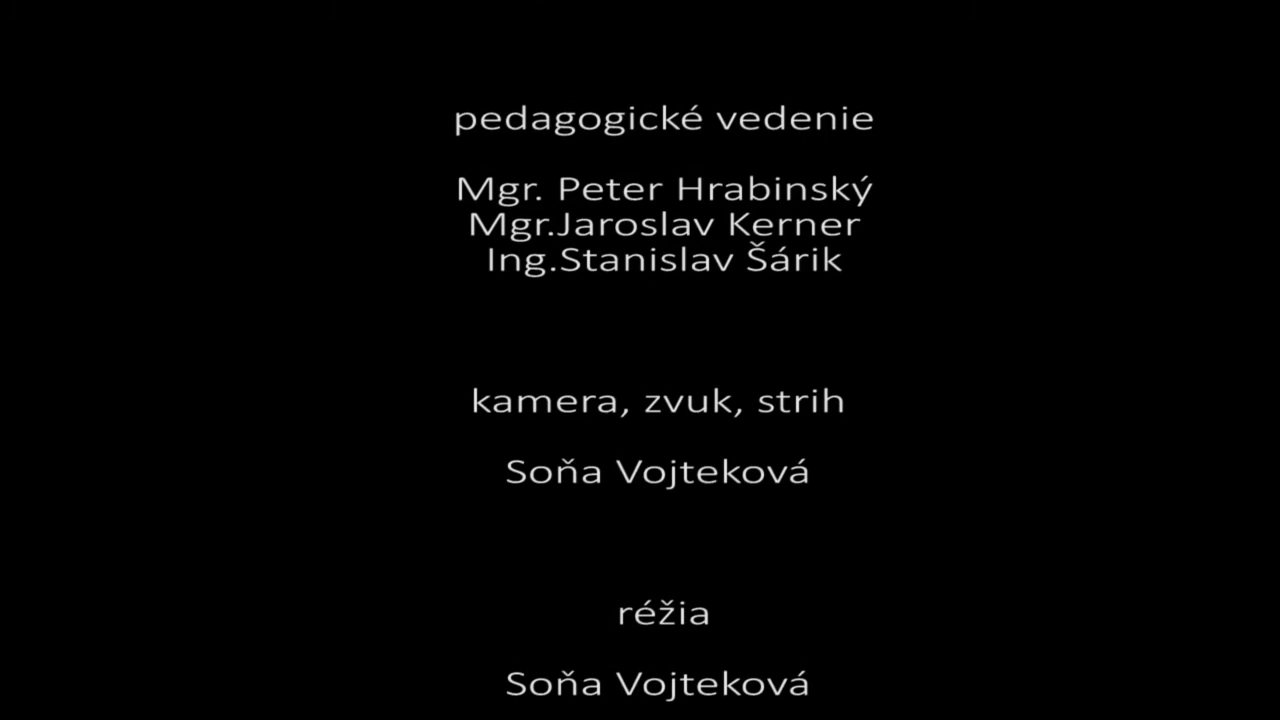 pedagogické vedenie
Mgr. Peter Hrabinský
Mgr.Jaroslav Kerner
Ing.Stanislav Šárik
kamera, zvuk, strih
Soňa Vojteková
réžia
Soňa Vojteková